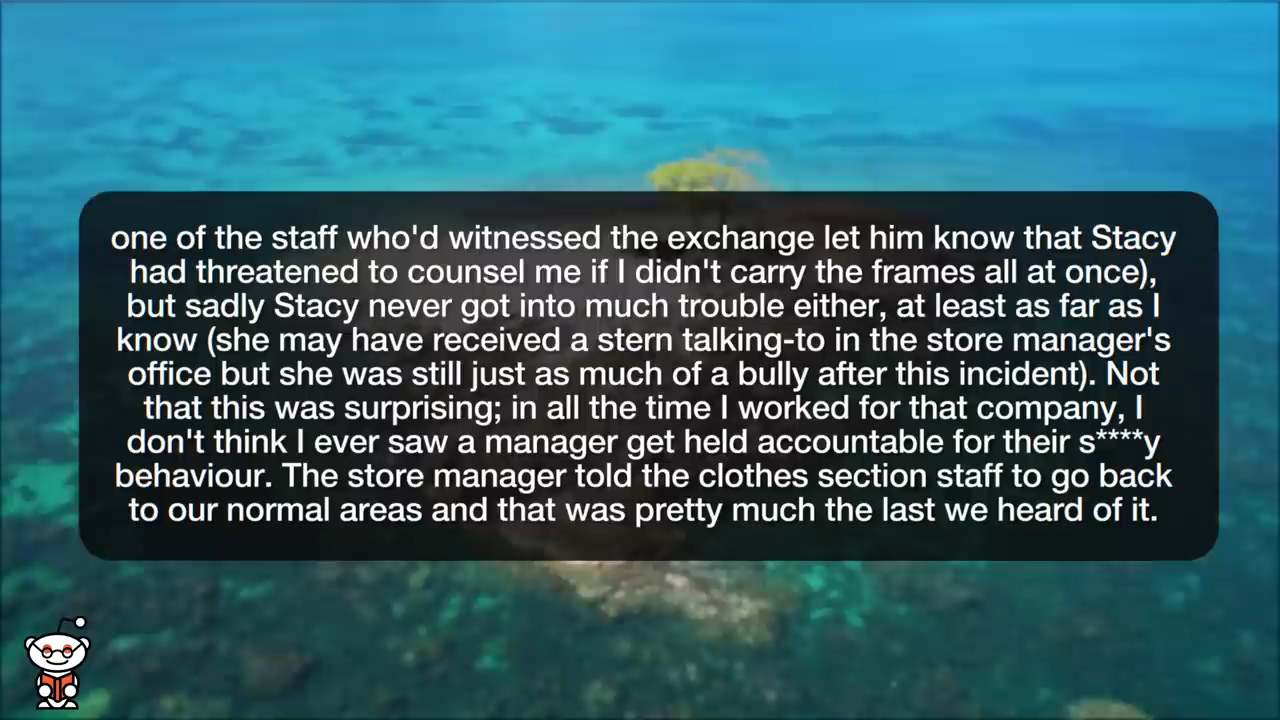 one of the staff who'd witnessed the exchange let him know that Stacy
had threatened to counsel me if I didn't carry the frames all at once),
but sadly Stacy never got into much trouble either, at least as far as I
know (she may have received a stern talking-to in the store manager's
office but she was still just as much of a bully after this incident). Not
that this was surprising; in all the time I worked for that company, I
don't think I ever saw a manager get held accountable for their s****y
behaviour. The store manager told the clothes section staff to go back
to our normal areas and that was pretty much the last we heard of it.